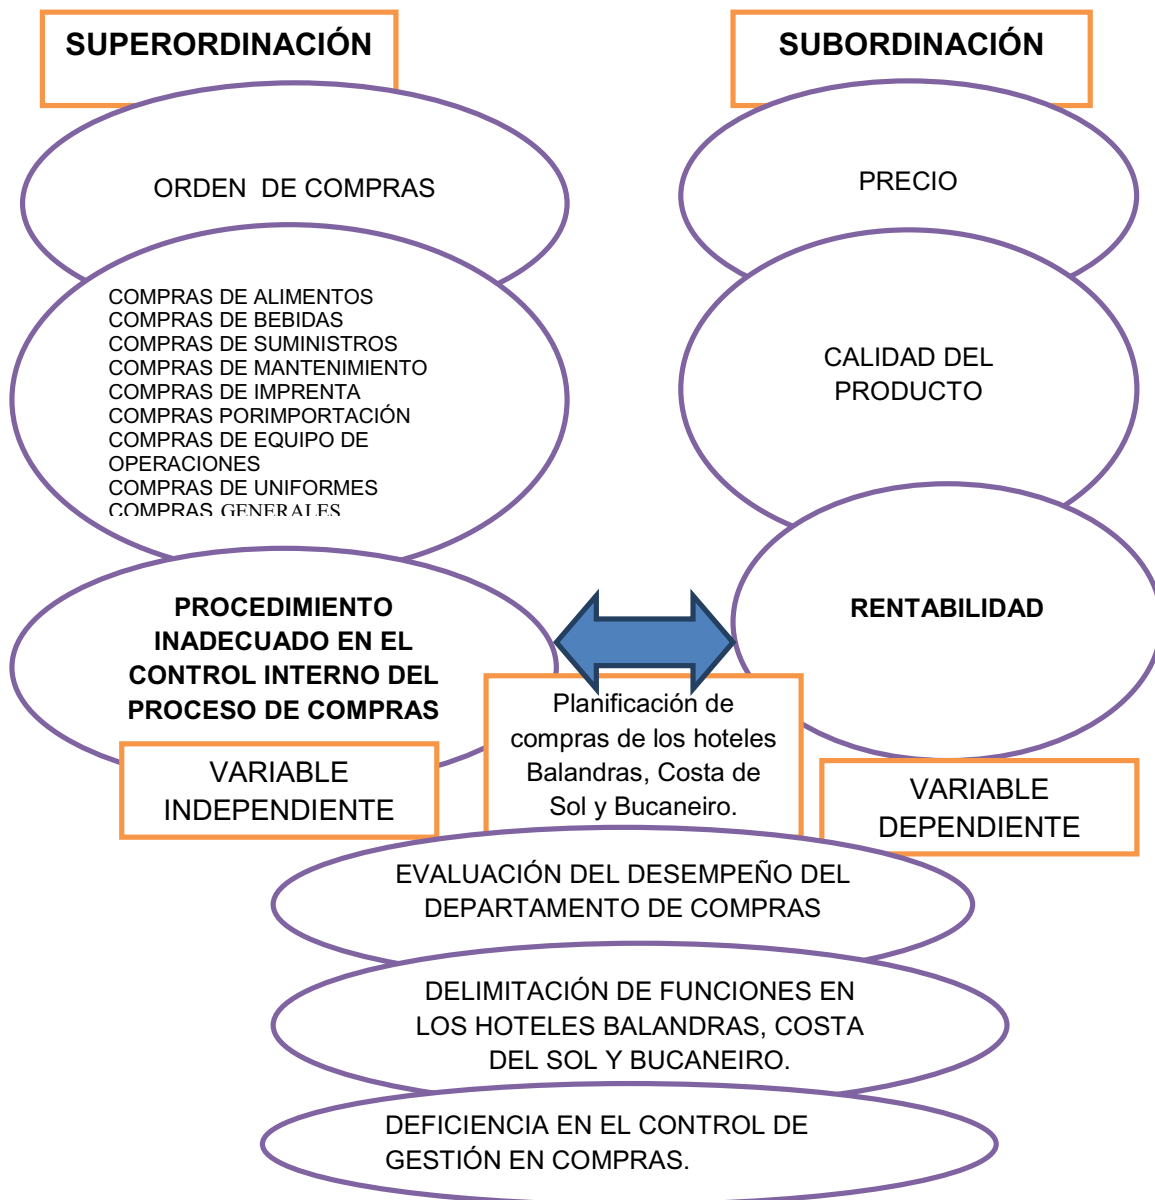 SUPERORDINACIÓN
SUBORDINACIÓN
ORDEN DE COMPRAS
PRECIO
COMPRAS DE ALIMENTOS
COMPRAS DE BEBIDAS
COMPRAS DE SUMINISTROS
COMPRAS DE MANTENIMIENTO
COMPRAS DE IMPRENTA
COMPRAS PORIMPORTACIÓN
COMPRAS DE EQUIPO DE
OPERACIONES
COMPRAS DE UNIFORMES
COMPRAS GENERALES
CALIDAD DEL
PRODUCTO
PROCEDIMIENTO
INADECUADO EN EL
CONTROL INTERNO DEL
PROCESO DE COMPRAS
RENTABILIDAD
Planificación de
compras de los hoteles
Balandras, Costa de
Sol y Bucaneiro.
VARIABLE
INDEPENDIENTE
VARIABLE
DEPENDIENTE
EVALUACIÓN DEL DESEMPEÑO DEL
DEPARTAMENTO DE COMPRAS
DELIMITACIÓN DE FUNCIONES EN
LOS HOTELES BALANDRAS, COSTA
DEL SOL Y BUCANEIRO.
DEFICIENCIA EN EL CONTROL DE
GESTIÓN EN COMPRAS.